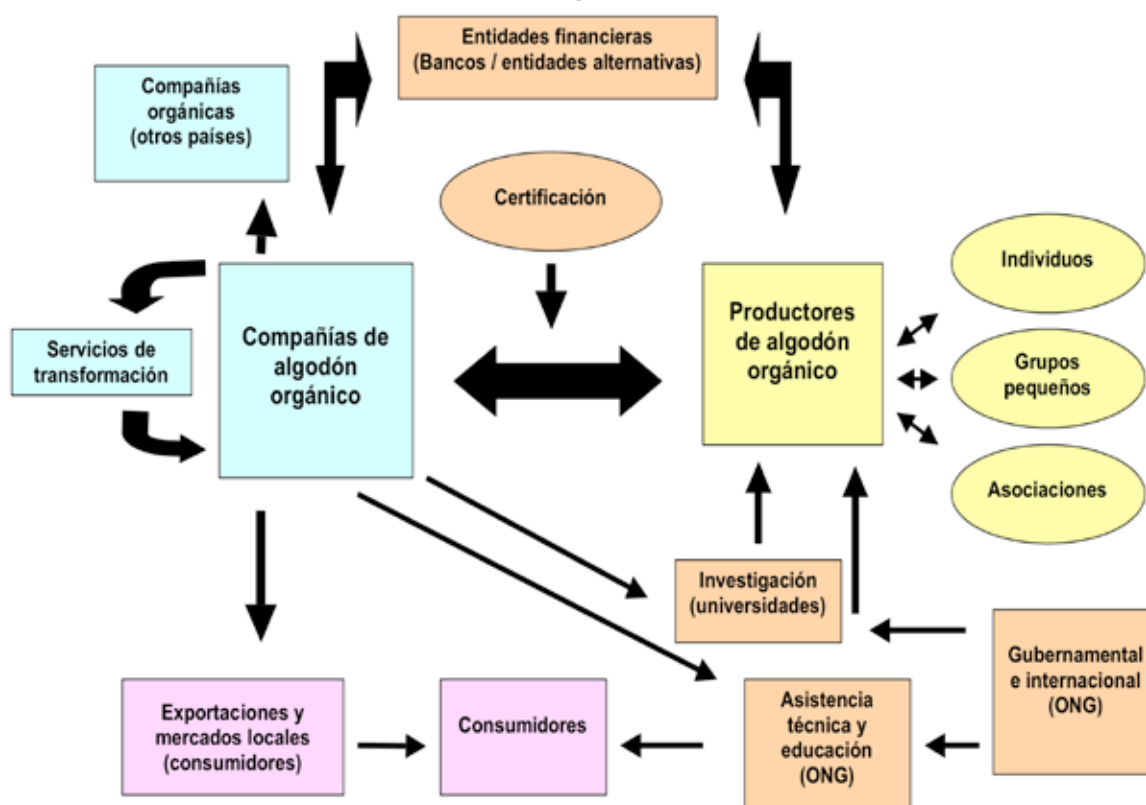 Entidades financieras
(Bancos / entidades alternativas)
Compañías
orgánicas
(otros países)
Certificación
Individuos
Servicios de
transformación
Compañías de
algodón
orgánico
Productores
de algodón
orgánico
Grupos
pequeños
Asociaciones
Investigación
(universidades)
Gubernamental
e internacional
(ONG)
Exportaciones y
mercados locales
(consumidores)
Consumidores
Asistencia
técnica y
educación
(ONG)